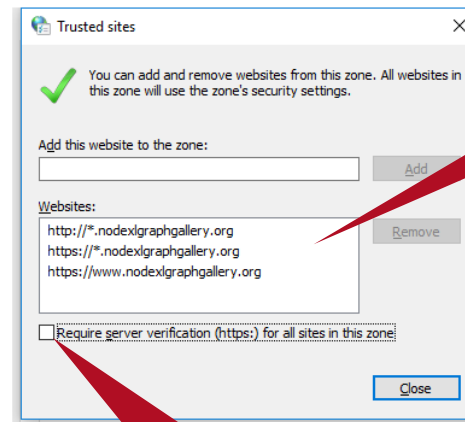 Trusted sites
You can add and remove websites from this zone. All websites in
this zone will use the zone's security settings.
Add this website to the zone:
Add
Websites:
http://*.nodexlgraphgallery.org
https://*.nodexlgraphgallery.org
https://www.nodexlgraphgallery.org
Remove
Require server verification (https:) for all sites in this zone
Close